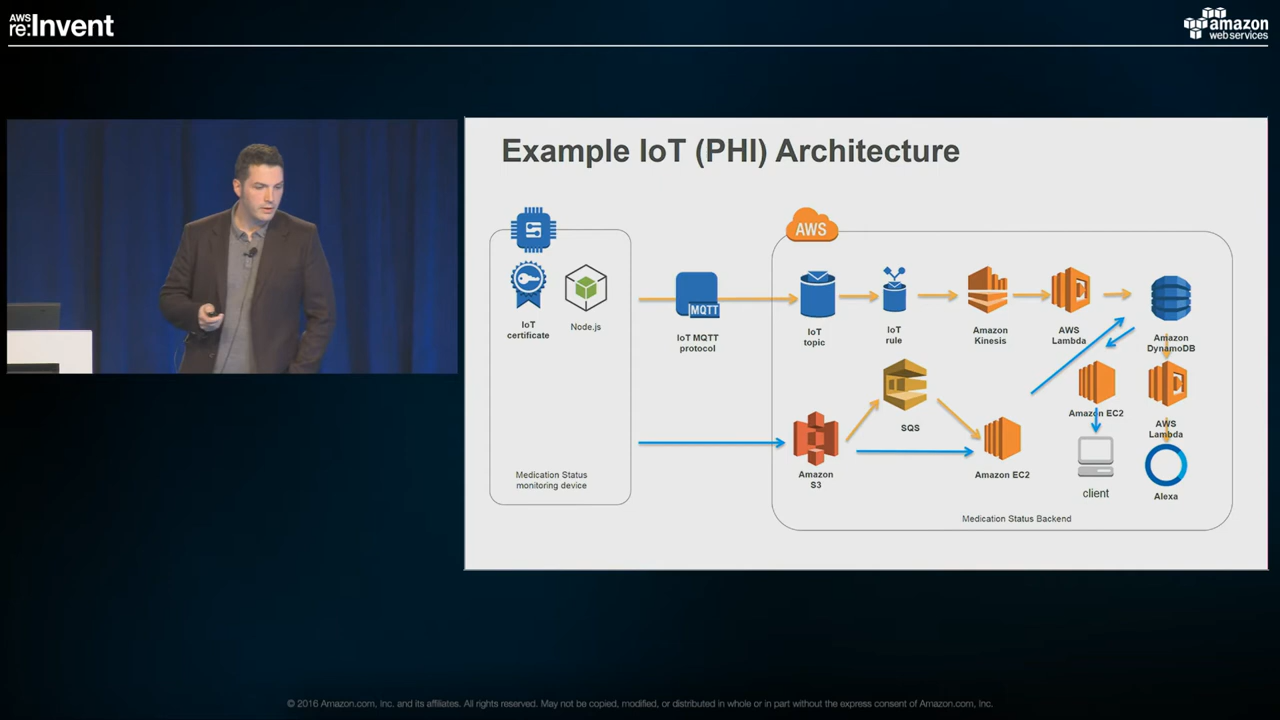 AWS
re:Invent
amazon
web services
Example IoT (PHI) Architecture
AWS
IoT
certificate
Node.js
MQTT
IoT MQTT
protocol
IoT
topic
IoT
rule
Amazon
Kinesis
AWS
Lambda
Amazon
DynamoDB
SQS
Amazon EC2
AWS
Lambda
Amazon
S3
Amazon EC2
client
Alexa
Medication Status
monitoring device
Medication Status Backend
© 2016 Amazon.com, Inc. and its affiliates. All rights reserved. May not be copied, modified, or distributed in whole or in part without the express consent of Amazon.com, Inc.